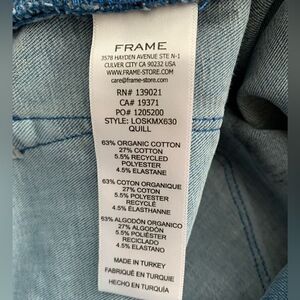 FRAME
3578 HAYDEN AVENUE STE N-1
CULVER CITY CA 90232 USA
WWW.FRAME-STORE.COM
care@frame-store.com
RN# 139021
CA# 19371
PO# 1205200
STYLE: LOSKMX630
QUILL
63% ORGANIC COTTON
27% COTTON
5.5% RECYCLED
POLYESTER
4.5% ELASTANE
63% COTON ORGANIQUE
27% COTON
5.5% POLYESTER
RECYCLÉ
4.5% ELASTHANNE
63% ALGODÓN ORGANICO
27% ALGODÓN
5.5% POLIÉSTER
RECICLADO
4.5% ELASTANO
MADE IN TURKEY
FABRIQUÉ EN TURQUIE
HECHO EN TURQUÍA